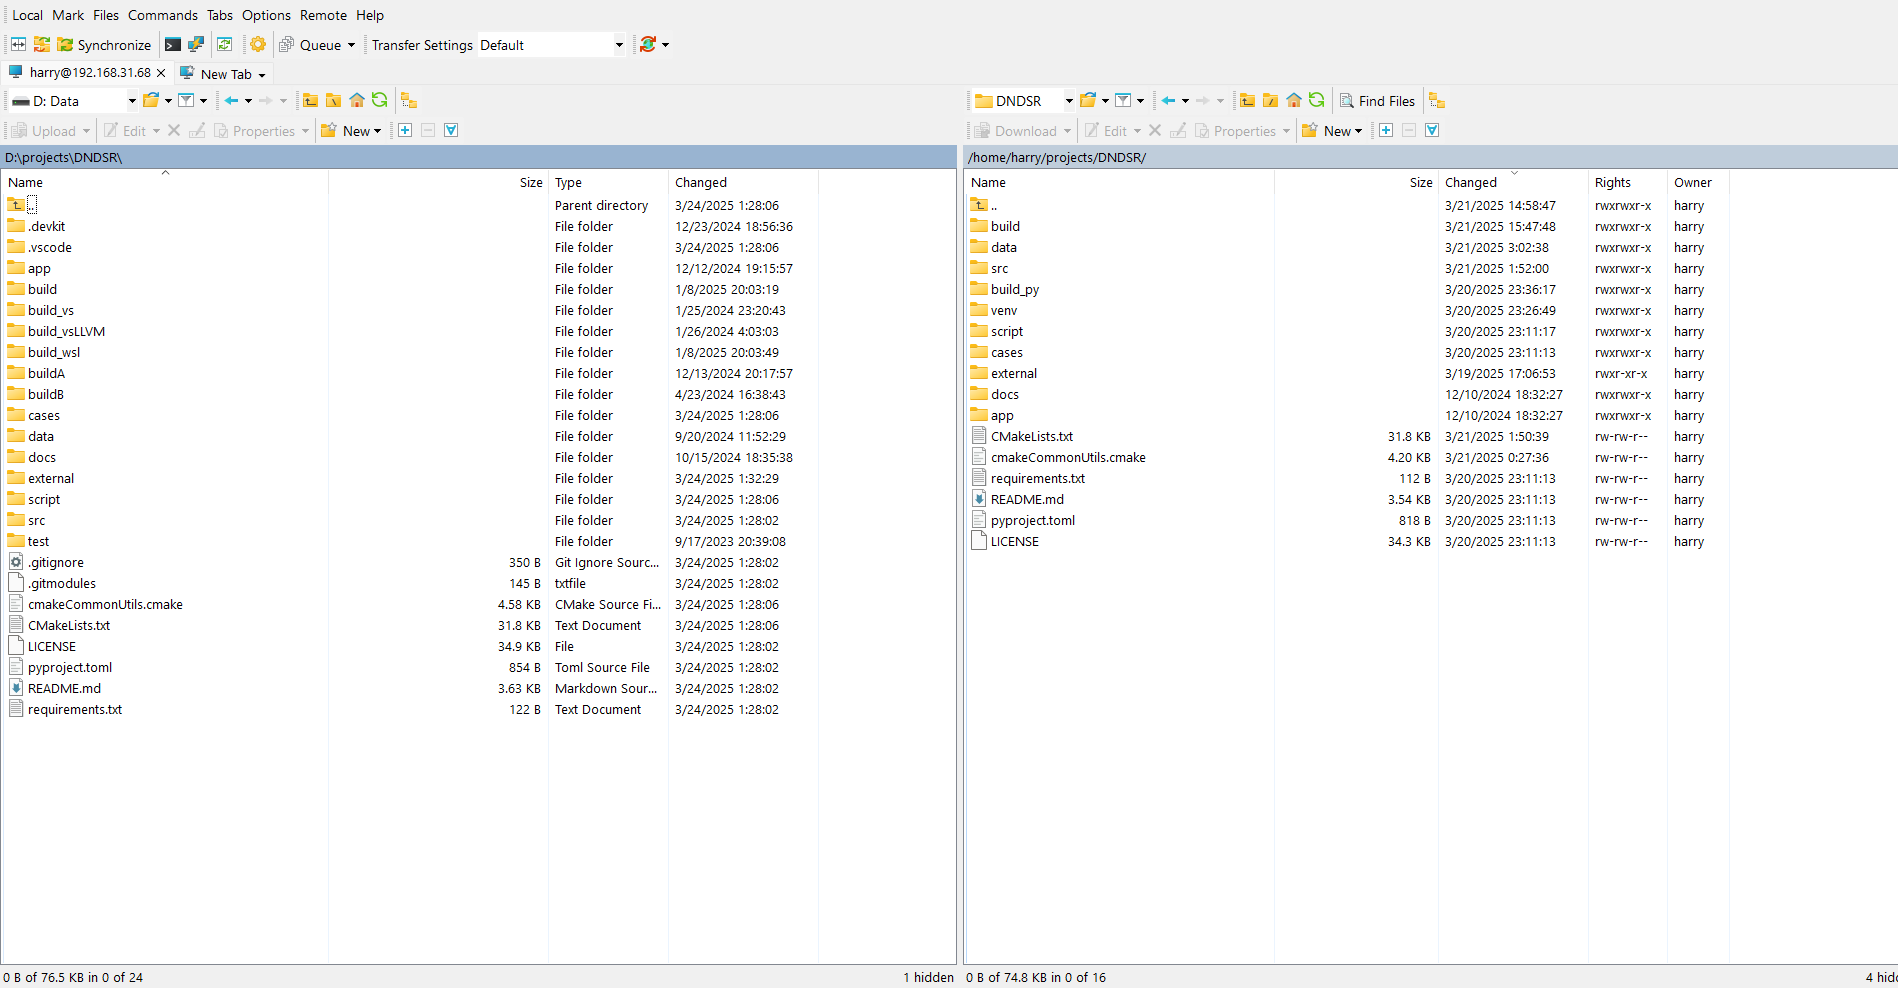 Local Mark Files Commands Tabs Options Remote Help
Synchronize Queue Transfer Settings Default
harry@192.168.31.68 New Tab
D: Data
Upload Edit Properties New
D:\projects\DNDSR\
Name Size Type Changed
.. Parent directory 3/24/2025 1:28:06
.devkit File folder 12/23/2024 18:56:36
.vscode File folder 3/24/2025 1:28:06
app File folder 12/12/2024 19:15:57
build File folder 1/8/2025 20:03:19
build_vs File folder 1/25/2024 23:20:43
build_vsLLVM File folder 1/26/2024 4:03:03
build_wsl File folder 1/8/2025 20:03:49
buildA File folder 12/13/2024 20:17:57
buildB File folder 4/23/2024 16:38:43
cases File folder 3/24/2025 1:28:06
data File folder 9/20/2024 11:52:29
docs File folder 10/15/2024 18:35:38
external File folder 3/24/2025 1:32:29
script File folder 3/24/2025 1:28:06
src File folder 3/24/2025 1:28:02
test File folder 9/17/2023 20:39:08
.gitignore 350 B Git Ignore Sourc... 3/24/2025 1:28:02
.gitmodules 145 B txtfile 3/24/2025 1:28:02
cmakeCommonUtils.cmake 4.58 KB CMake Source Fi... 3/24/2025 1:28:06
CMakeLists.txt 31.8 KB Text Document 3/24/2025 1:28:06
LICENSE 34.9 KB File 3/24/2025 1:28:02
pyproject.toml 854 B Toml Source File 3/24/2025 1:28:02
README.md 3.63 KB Markdown Sour... 3/24/2025 1:28:02
requirements.txt 122 B Text Document 3/24/2025 1:28:02
0 B of 76.5 KB in 0 of 24 1 hidden
DNDSR Find Files
Download Edit Properties New
/home/harry/projects/DNDSR/
Name Size Changed Rights Owner
.. 3/21/2025 14:58:47 rwxrwxr-x harry
build 3/21/2025 15:47:48 rwxrwxr-x harry
data 3/21/2025 3:02:38 rwxrwxr-x harry
src 3/21/2025 1:52:00 rwxrwxr-x harry
build_py 3/20/2025 23:36:17 rwxrwxr-x harry
venv 3/20/2025 23:26:49 rwxrwxr-x harry
script 3/20/2025 23:11:17 rwxrwxr-x harry
cases 3/20/2025 23:11:13 rwxrwxr-x harry
external 3/19/2025 17:06:53 rwxr-xr-x harry
docs 12/10/2024 18:32:27 rwxrwxr-x harry
app 12/10/2024 18:32:27 rwxrwxr-x harry
CMakeLists.txt 31.8 KB 3/21/2025 1:50:39 rw-rw-r-- harry
cmakeCommonUtils.cmake 4.20 KB 3/21/2025 0:27:36 rw-rw-r-- harry
requirements.txt 112 B 3/20/2025 23:11:13 rw-rw-r-- harry
README.md 3.54 KB 3/20/2025 23:11:13 rw-rw-r-- harry
pyproject.toml 818 B 3/20/2025 23:11:13 rw-rw-r-- harry
LICENSE 34.3 KB 3/20/2025 23:11:13 rw-rw-r-- harry
0 B of 74.8 KB in 0 of 16 4